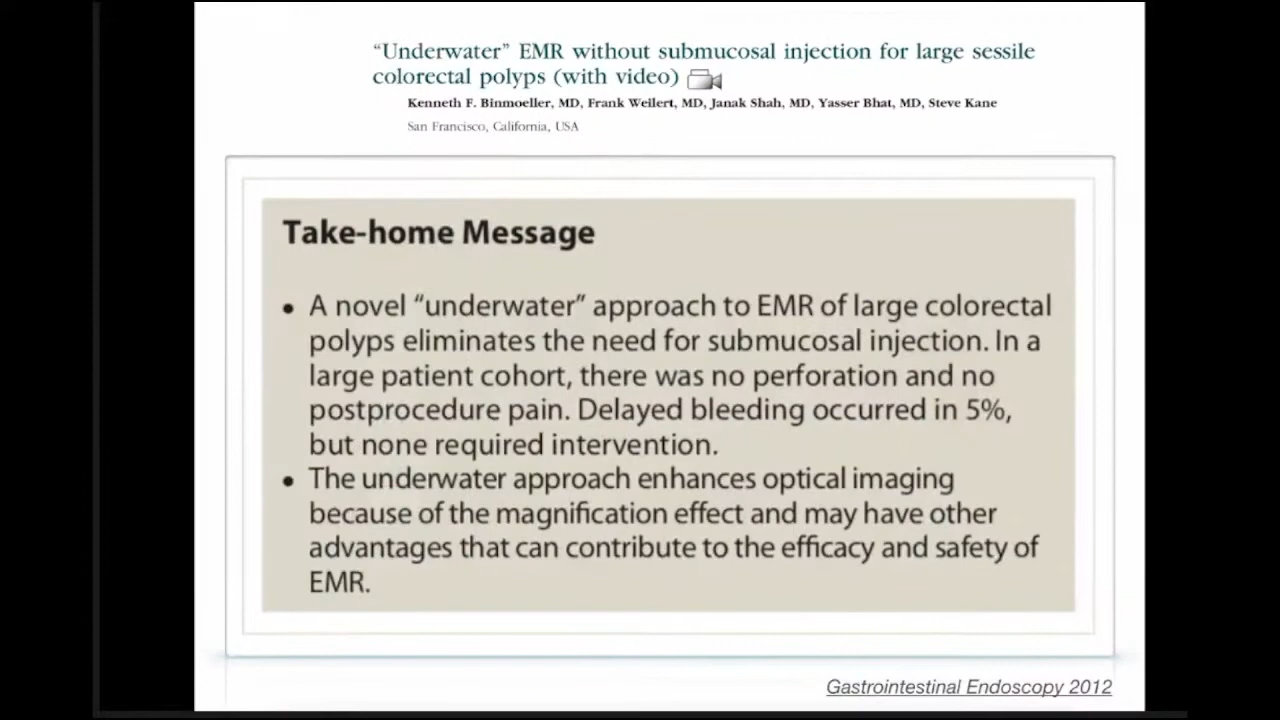 “Underwater” EMR without submucosal injection for large sessile
colorectal polyps (with video)
Kenneth F. Binmoeller, MD, Frank Weilert, MD, Janak Shah, MD, Yasser Bhat, MD, Steve Kane
San Francisco, California, USA
Take-home Message
• A novel “underwater” approach to EMR of large colorectal
polyps eliminates the need for submucosal injection. In a
large patient cohort, there was no perforation and no
postprocedure pain. Delayed bleeding occurred in 5%,
but none required intervention.
• The underwater approach enhances optical imaging
because of the magnification effect and may have other
advantages that can contribute to the efficacy and safety of
EMR.
Gastrointestinal Endoscopy 2012